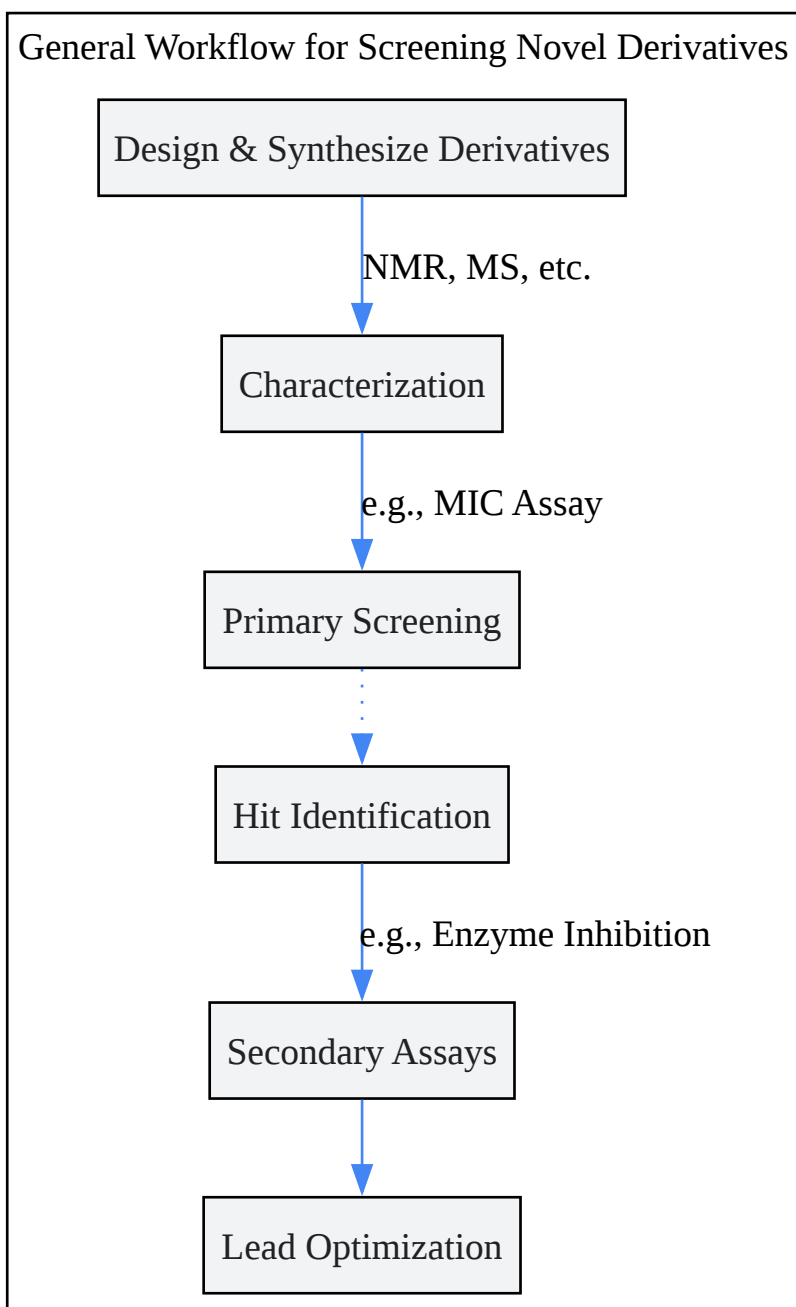 General Workflow for Screening Novel Derivatives
Design & Synthesize Derivatives
NMR, MS, etc.
Characterization
e.g., MIC Assay
Primary Screening
Hit Identification
e.g., Enzyme Inhibition
Secondary Assays
Lead Optimization